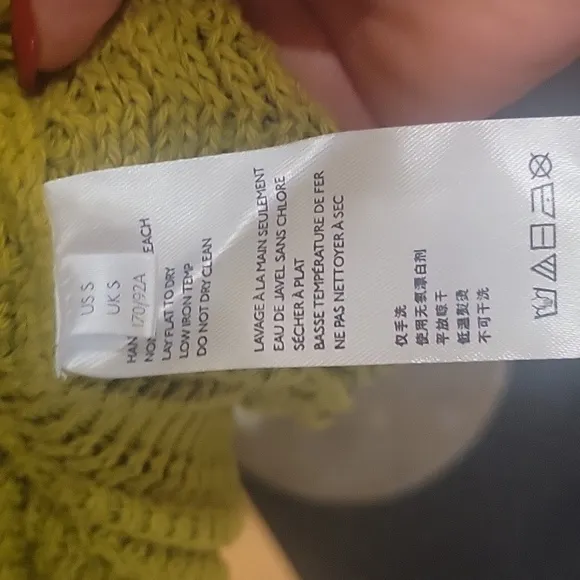 US S
UK S
170/92A
HAN
NON EACH
LAY FLAT TO DRY
LOW IRON TEMP
DO NOT DRY CLEAN
LAVAGE À LA MAIN SEULEMENT
EAU DE JAVEL SANS CHLORE
SÉCHER À PLAT
BASSE TEMPÉRATURE DE FER
NE PAS NETTOYER À SEC
仅手洗
使用无氧漂白剂
平放晾干
低温熨烫
不可干洗